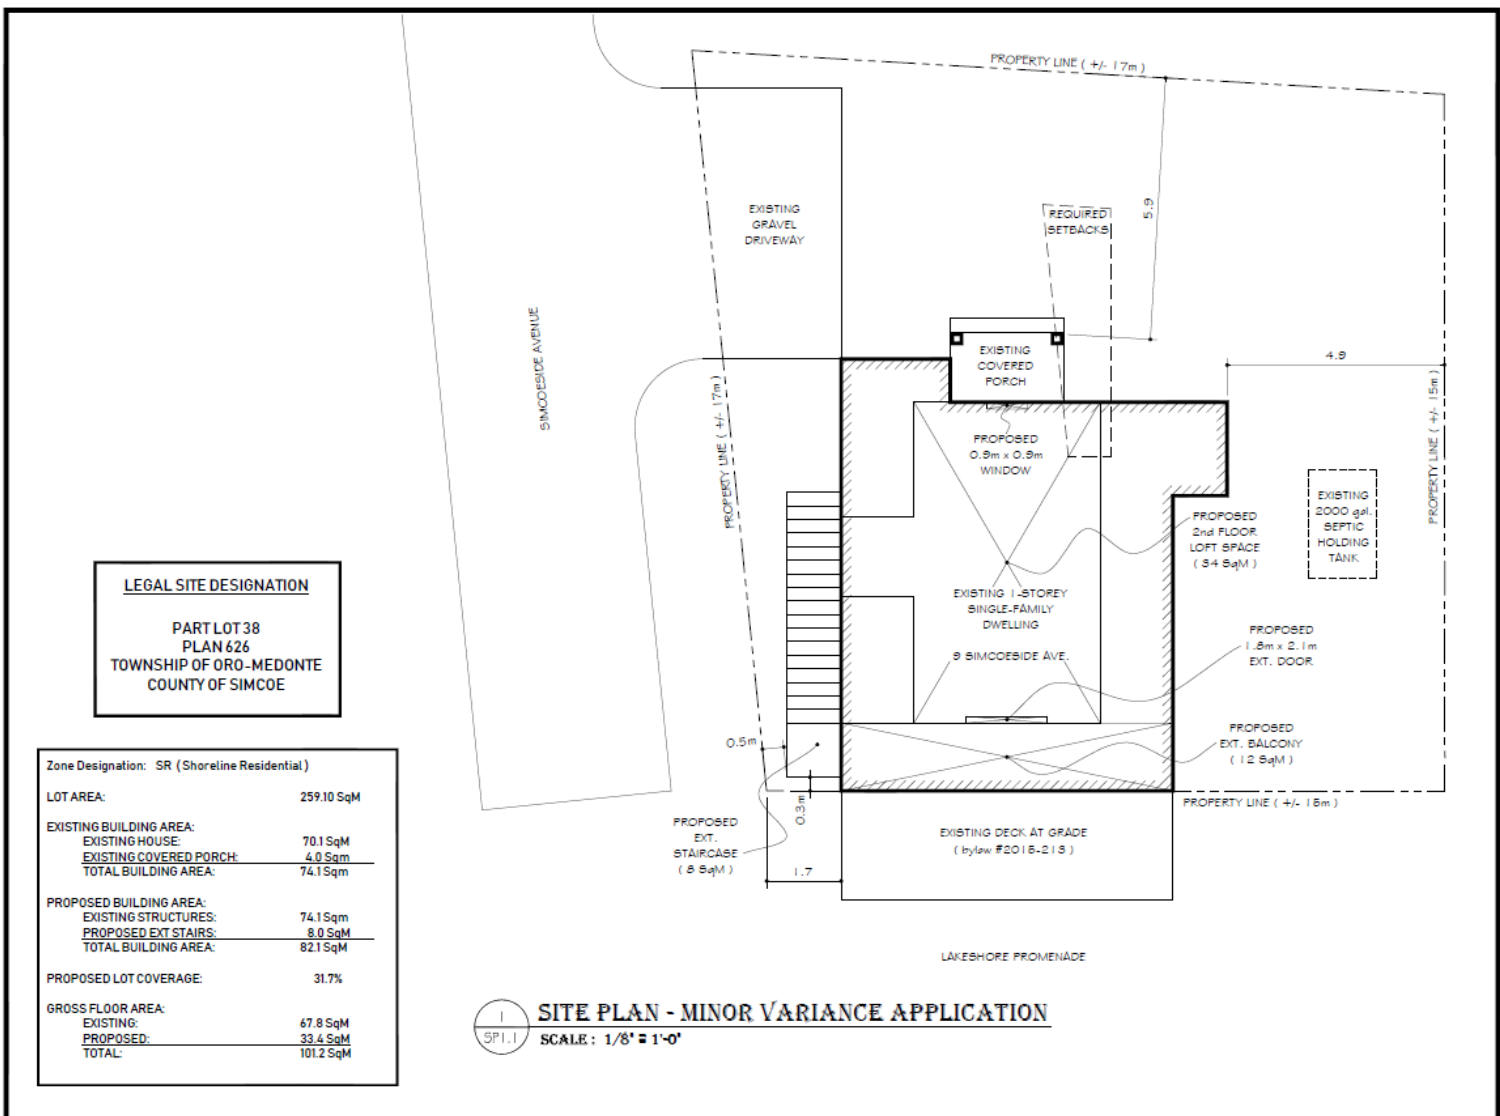 PROPERTY LINE ( +/- 17m )
EXISTING
GRAVEL
DRIVEWAY
REQUIRED
SETBACKS
5.9
SIMCOESIDE AVENUE
EXISTING
COVERED
PORCH
4.9
PROPERTY LINE ( +/- 17m )
PROPERTY LINE ( +/- 15m )
PROPOSED
0.9m x 0.9m
WINDOW
EXISTING
2000 gal.
SEPTIC
HOLDING
TANK
PROPOSED
2nd FLOOR
LOFT SPACE
( 34 SqM )
EXISTING 1-STOREY
SINGLE-FAMILY
DWELLING
9 SIMCOESIDE AVE.
PROPOSED
1.8m x 2.1m
EXT. DOOR
PROPOSED
EXT. BALCONY
( 12 SqM )
0.5m
0.3m
PROPERTY LINE ( +/- 18m )
PROPOSED
EXT.
STAIRCASE
( 8 SqM )
1.7
EXISTING DECK AT GRADE
( bylaw #2018-213 )
LAKESHORE PROMENADE
LEGAL SITE DESIGNATION
PART LOT 38
PLAN 626
TOWNSHIP OF ORO-MEDONTE
COUNTY OF SIMCOE
Zone Designation: SR (Shoreline Residential)
LOT AREA: 259.10 SqM
EXISTING BUILDING AREA:
EXISTING HOUSE: 70.1 SqM
EXISTING COVERED PORCH: 4.0 Sqm
TOTAL BUILDING AREA: 74.1 Sqm
PROPOSED BUILDING AREA:
EXISTING STRUCTURES: 74.1 Sqm
PROPOSED EXT STAIRS: 8.0 SqM
TOTAL BUILDING AREA: 82.1 SqM
PROPOSED LOT COVERAGE: 31.7%
GROSS FLOOR AREA:
EXISTING: 67.8 SqM
PROPOSED: 33.4 SqM
TOTAL: 101.2 SqM
1
SP1.1
SITE PLAN - MINOR VARIANCE APPLICATION
SCALE : 1/8" = 1'-0"